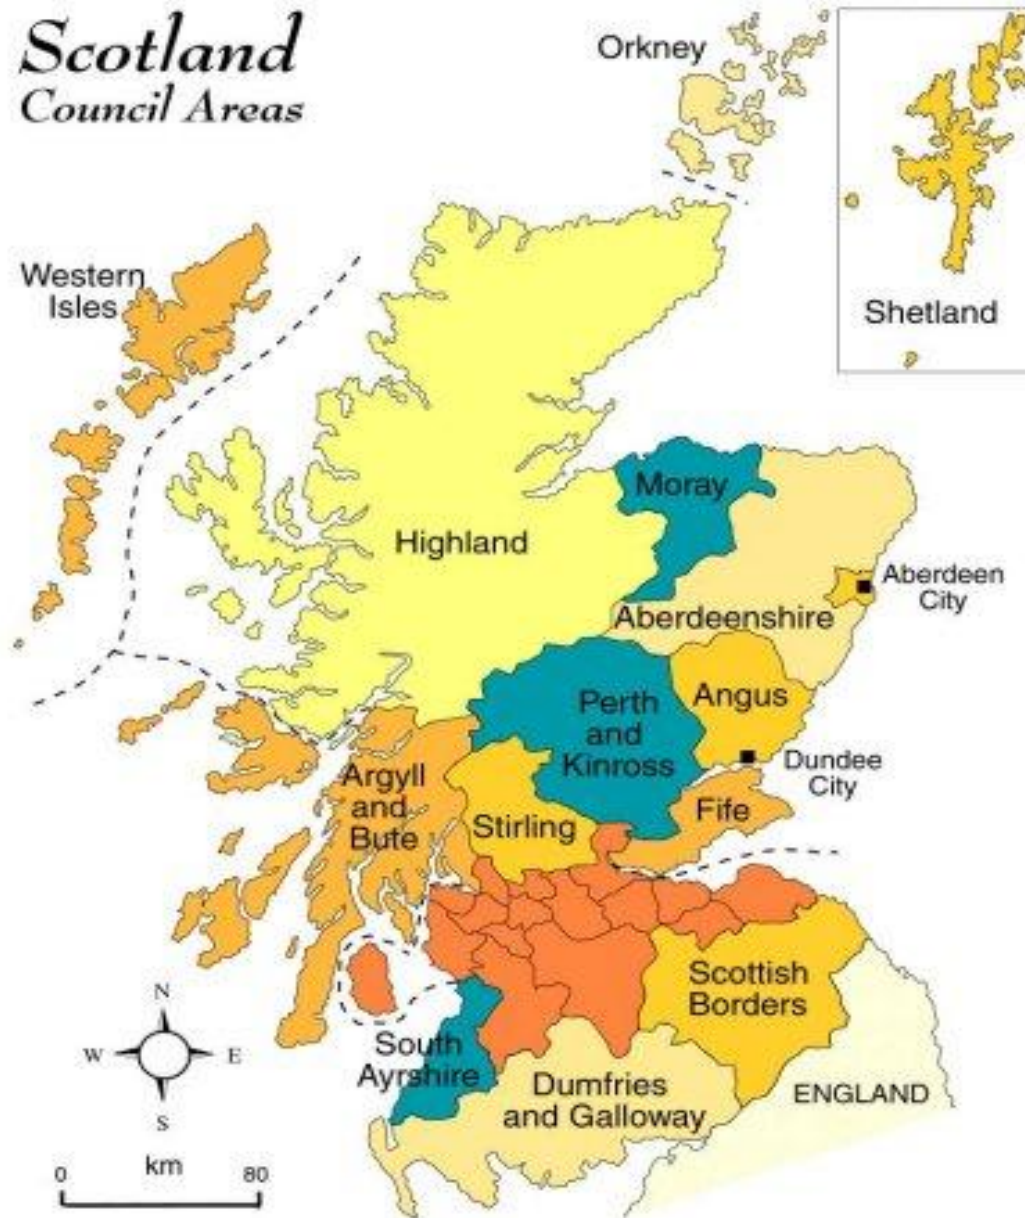 Scotland
Council Areas
Orkney
Shetland
Western
Isles
Moray
Highland
Aberdeen
City
Aberdeenshire
Angus
Perth
and
Kinross
Dundee
City
Argyll
and
Bute
Fife
Stirling
Scottish
Borders
N
W E
S
South
Ayrshire
Dumfries
and Galloway
ENGLAND
km
0 80